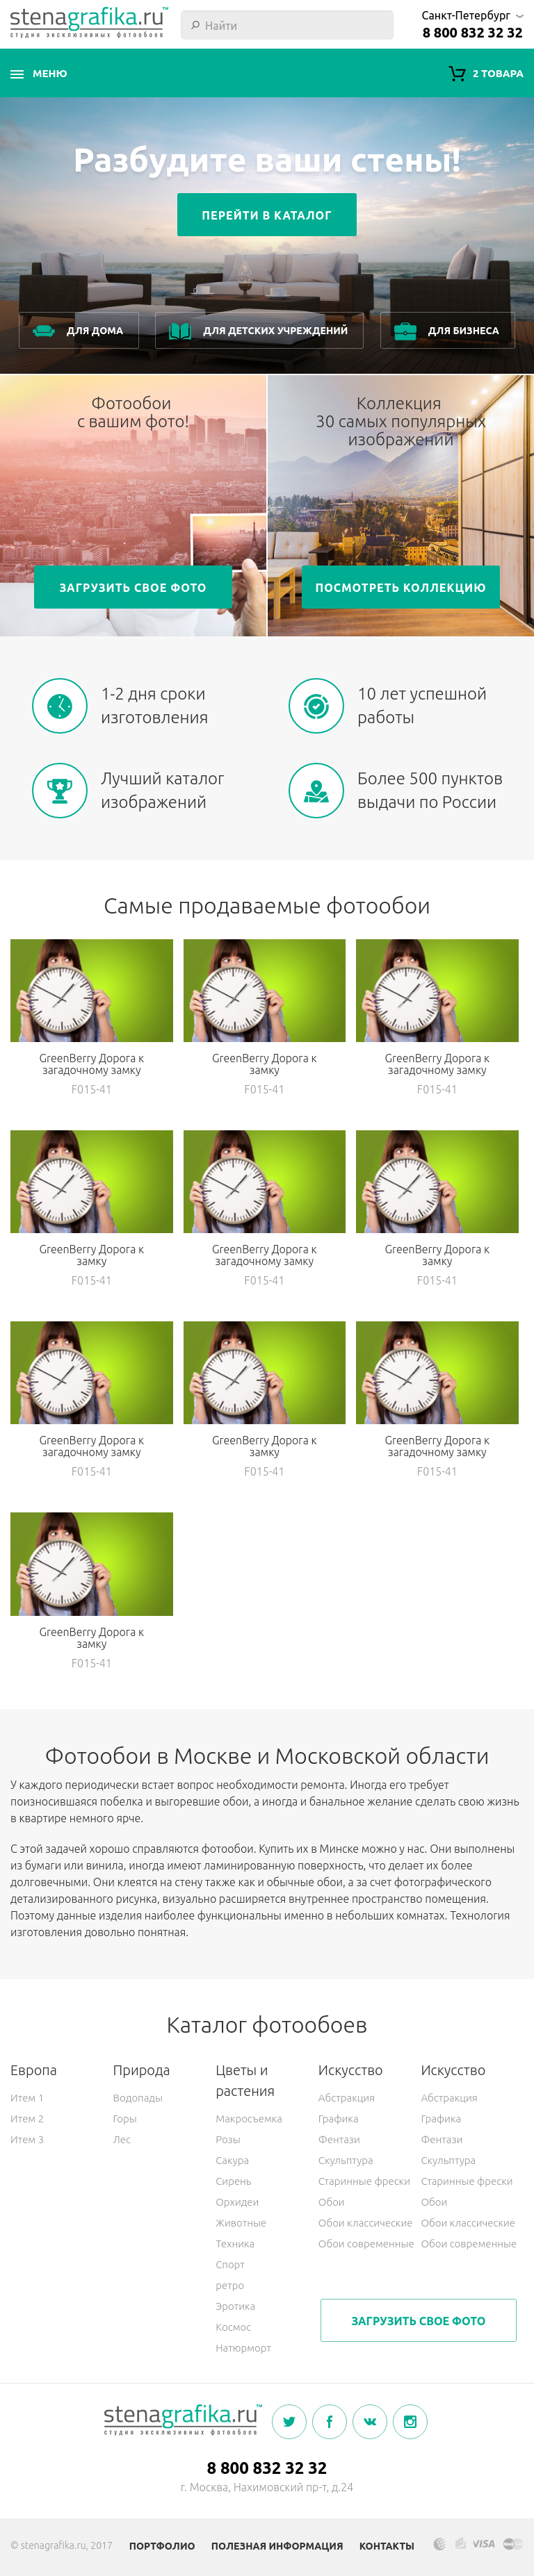 stenagrafika.ru™
студия эксклюзивных фотообоев
Найти
Санкт-Петербург
8 800 832 32 32
МЕНЮ
2 ТОВАРА
Разбудите ваши стены!
ПЕРЕЙТИ В КАТАЛОГ
ДЛЯ ДОМА
ДЛЯ ДЕТСКИХ УЧРЕЖДЕНИЙ
ДЛЯ БИЗНЕСА
Фотообои
с вашим фото!
ЗАГРУЗИТЬ СВОЕ ФОТО
Коллекция
30 самых популярных
изображений
ПОСМОТРЕТЬ КОЛЛЕКЦИЮ
1-2 дня сроки
изготовления
10 лет успешной
работы
Лучший каталог
изображений
Более 500 пунктов
выдачи по России
Самые продаваемые фотообои
GreenBerry Дорога к
загадочному замку
F015-41
GreenBerry Дорога к
замку
F015-41
GreenBerry Дорога к
загадочному замку
F015-41
GreenBerry Дорога к
замку
F015-41
GreenBerry Дорога к
загадочному замку
F015-41
GreenBerry Дорога к
замку
F015-41
GreenBerry Дорога к
загадочному замку
F015-41
GreenBerry Дорога к
замку
F015-41
GreenBerry Дорога к
загадочному замку
F015-41
GreenBerry Дорога к
замку
F015-41
Фотообои в Москве и Московской области
У каждого периодически встает вопрос необходимости ремонта. Иногда его требует
поизносившаяся побелка и выгоревшие обои, а иногда и банальное желание сделать свою жизнь
в квартире немного ярче.
С этой задачей хорошо справляются фотообои. Купить их в Минске можно у нас. Они выполнены
из бумаги или винила, иногда имеют ламинированную поверхность, что делает их более
долговечными. Они клеятся на стену также как и обычные обои, а за счет фотографического
детализированного рисунка, визуально расширяется внутреннее пространство помещения.
Поэтому данные изделия наиболее функциональны именно в небольших комнатах. Технология
изготовления довольно понятная.
Каталог фотообоев
Европа
Итем 1
Итем 2
Итем 3
Природа
Водопады
Горы
Лес
Цветы и
растения
Макросъемка
Розы
Сакура
Сирень
Орхидеи
Животные
Техника
Спорт
ретро
Эротика
Космос
Натюрморт
Искусство
Абстракция
Графика
Фентази
Скульптура
Старинные фрески
Обои
Обои классические
Обои современные
Искусство
Абстракция
Графика
Фентази
Скульптура
Старинные фрески
Обои
Обои классические
Обои современные
ЗАГРУЗИТЬ СВОЕ ФОТО
stenagrafika.ru™
студия эксклюзивных фотообоев
8 800 832 32 32
г. Москва, Нахимовский пр-т, д.24
© stenagrafika.ru, 2017
ПОРТФОЛИО
ПОЛЕЗНАЯ ИНФОРМАЦИЯ
КОНТАКТЫ
VISA